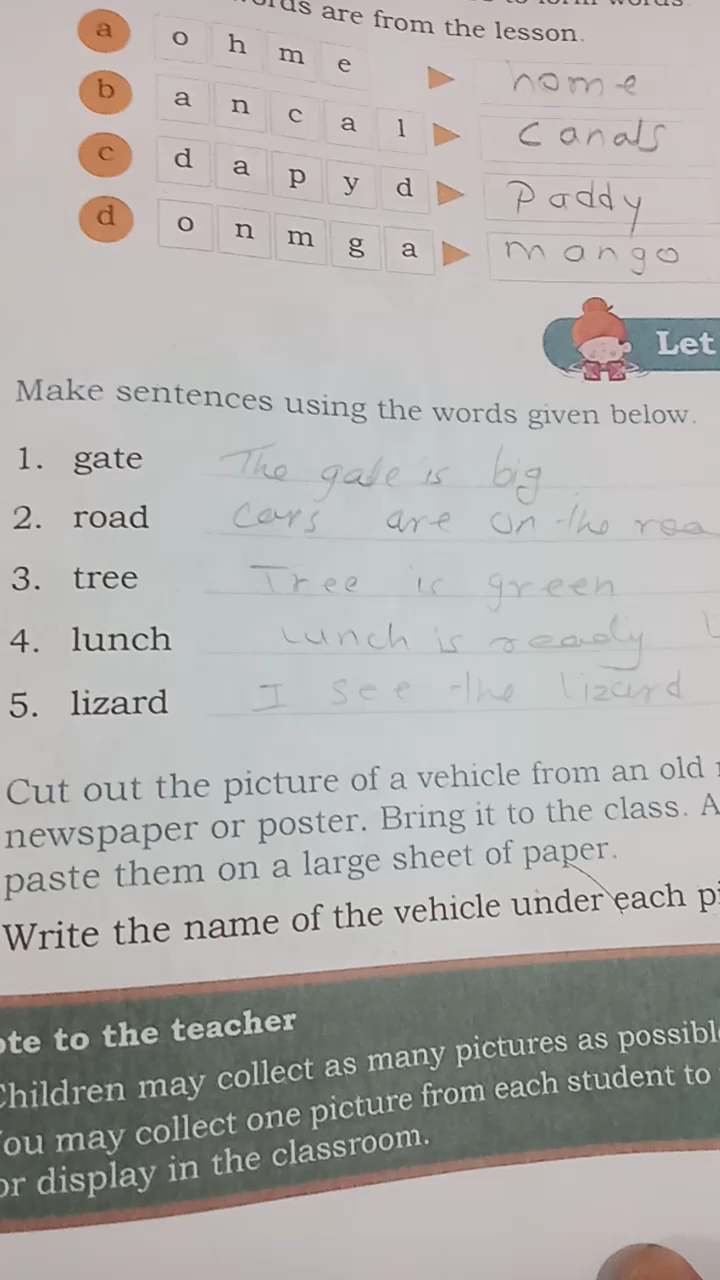 are from the lesson.
a o h m e home
b a n c a l canals
c d a p y d Paddy
d o n m g a mango
Let
Make sentences using the words given below.
1. gate The gate is big
2. road Cars are on the roa
3. tree Tree is green
4. lunch Lunch is ready
5. lizard I see the lizard
Cut out the picture of a vehicle from an old
newspaper or poster. Bring it to the class. A
paste them on a large sheet of paper.
Write the name of the vehicle under each pi
te to the teacher
Children may collect as many pictures as possibl
ou may collect one picture from each student to
or display in the classroom.